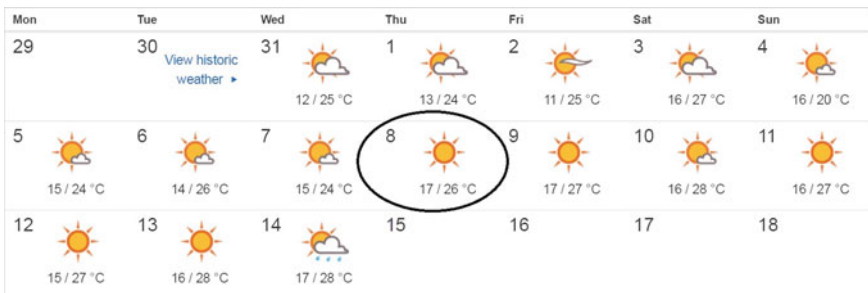 Mon Tue Wed Thu Fri Sat Sun
29 30 31 1 2 3 4
View historic
weather ▸
12 / 25 °C 13 / 24 °C 11 / 25 °C 16 / 27 °C 16 / 20 °C
5 6 7 8 9 10 11
15 / 24 °C 14 / 26 °C 15 / 24 °C 17 / 26 °C 17 / 27 °C 16 / 28 °C 16 / 27 °C
12 13 14 15 16 17 18
15 / 27 °C 16 / 28 °C 17 / 28 °C